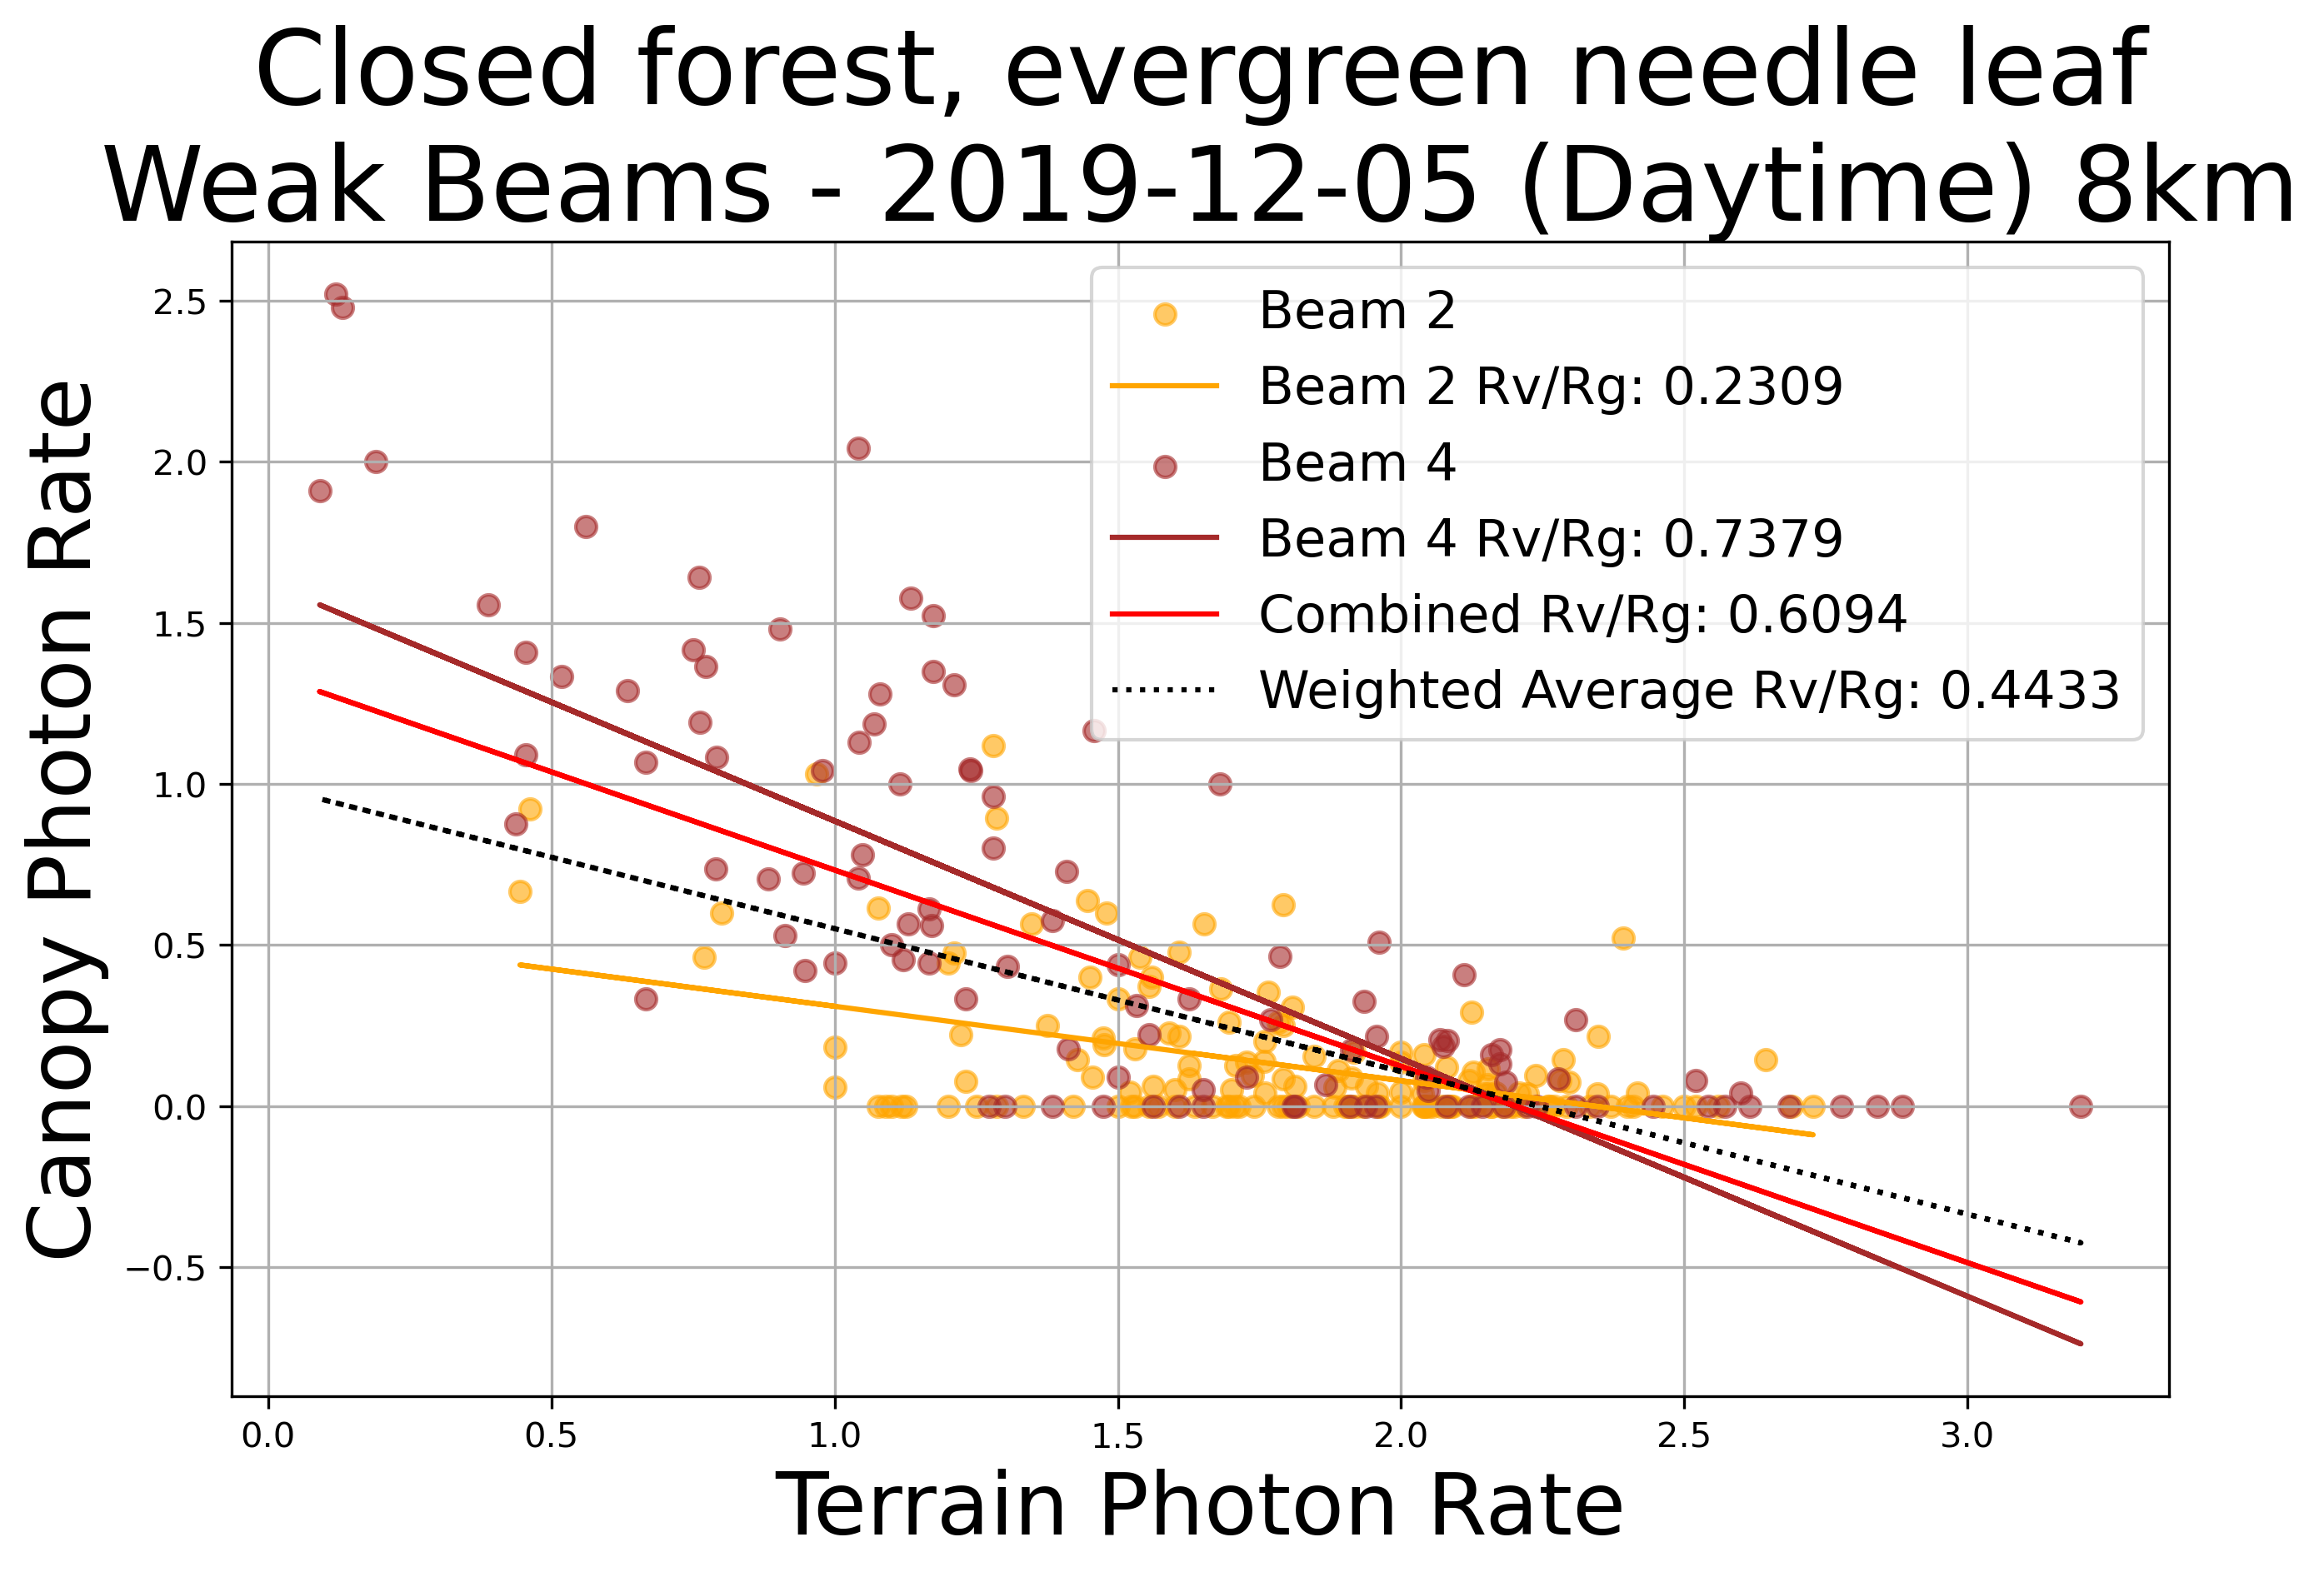 Closed forest, evergreen needle leaf
Weak Beams - 2019-12-05 (Daytime) 8km
Canopy Photon Rate
2.5
2.0
1.5
1.0
0.5
0.0
−0.5
Beam 2
Beam 2 Rv/Rg: 0.2309
Beam 4
Beam 4 Rv/Rg: 0.7379
Combined Rv/Rg: 0.6094
Weighted Average Rv/Rg: 0.4433
0.0 0.5 1.0 1.5 2.0 2.5 3.0
Terrain Photon Rate